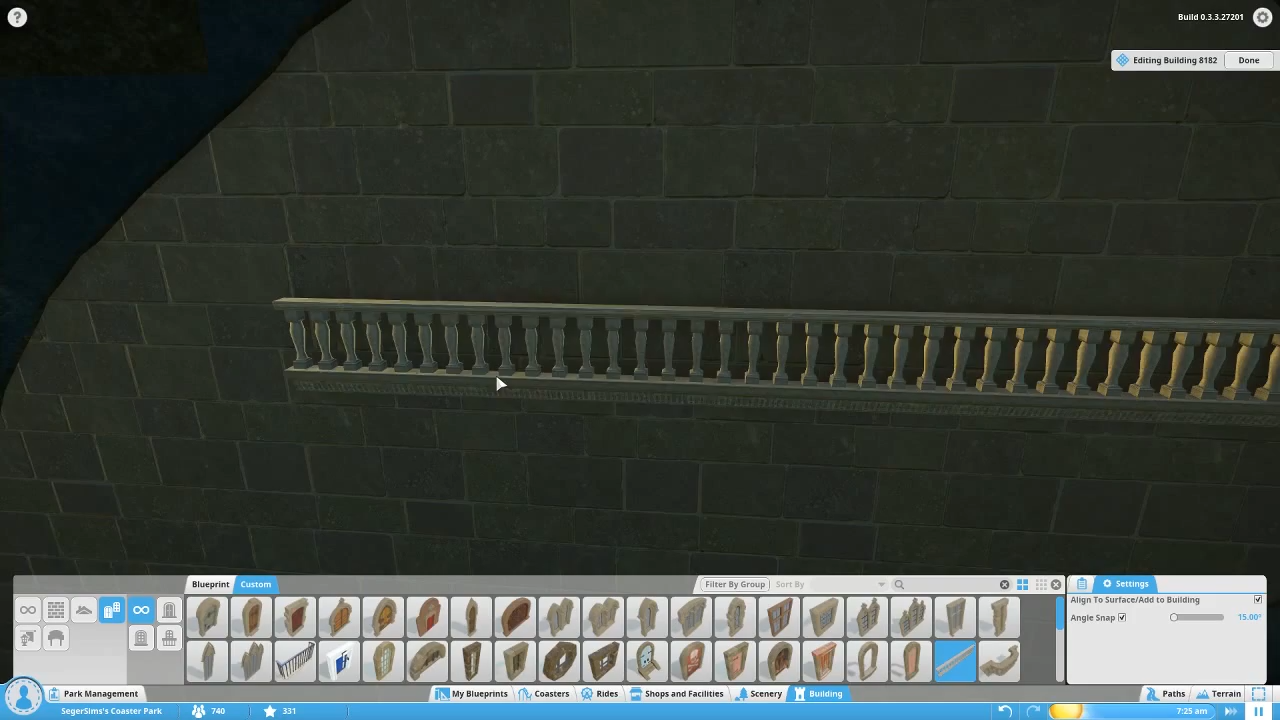 ?
Build 0.3.3.27201
Editing Building 8182
Done
Blueprint
Custom
Filter By Group
Sort By
Settings
Align To Surface/Add to Building
Angle Snap
15.00°
Park Management
My Blueprints
Coasters
Rides
Shops and Facilities
Scenery
Building
Paths
Terrain
SegerSims's Coaster Park
740
331
7:25 am